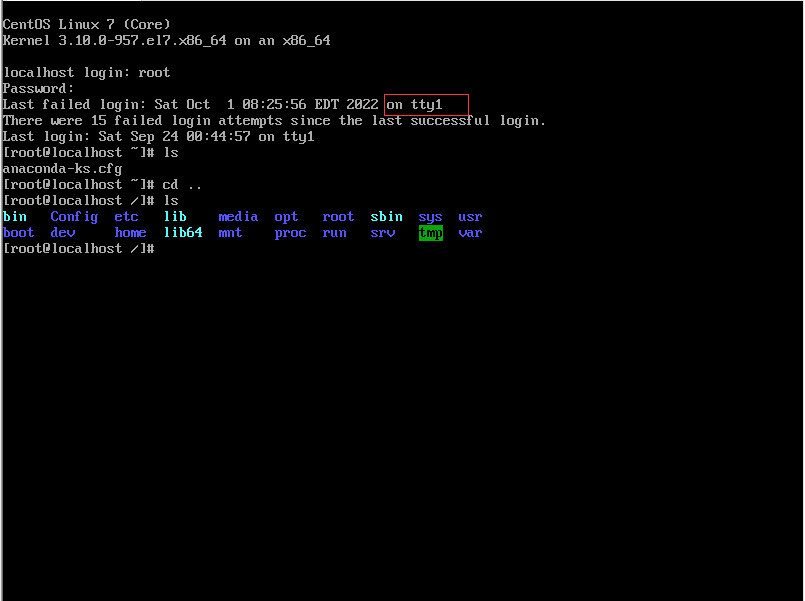 CentOS Linux 7 (Core)
Kernel 3.10.0-957.el7.x86_64 on an x86_64
localhost login: root
Password:
Last failed login: Sat Oct  1 08:25:56 EDT 2022 on tty1
There were 15 failed login attempts since the last successful login.
Last login: Sat Sep 24 00:44:57 on tty1
[root@localhost ~]# ls
anaconda-ks.cfg
[root@localhost ~]# cd ..
[root@localhost /]# ls
bin   Config  etc   lib    media  opt   root  sbin  sys  usr
boot  dev     home  lib64  mnt    proc  run   srv   tmp  var
[root@localhost /]#